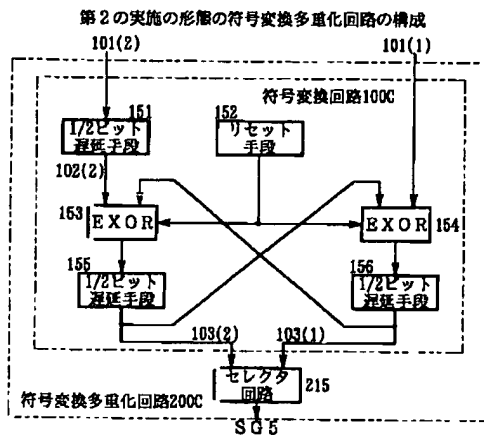 第2の実施の形態の符号変換多重化回路の構成
101(2)
101(1)
符号変換回路100C
151
152
1/2ビット
遅延手段
リセット
手段
102(2)
153
EXOR
EXOR
154
155
156
1/2ビット
遅延手段
1/2ビット
遅延手段
103(2)
103(1)
セレクタ
回路
215
符号変換多重化回路200C
SG5